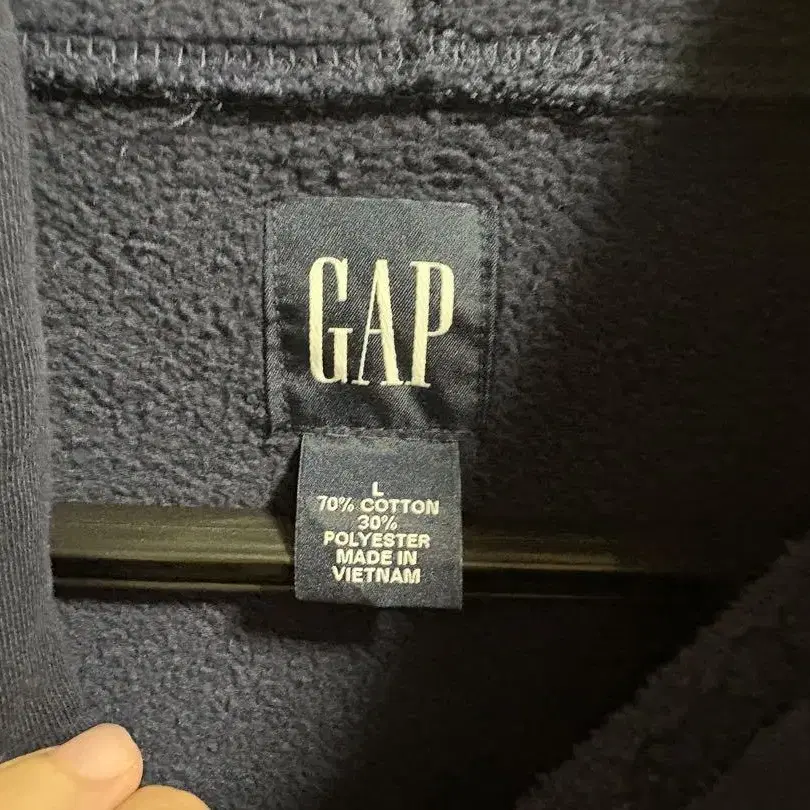 GAP
L
70% COTTON
30%
POLYESTER
MADE IN
VIETNAM